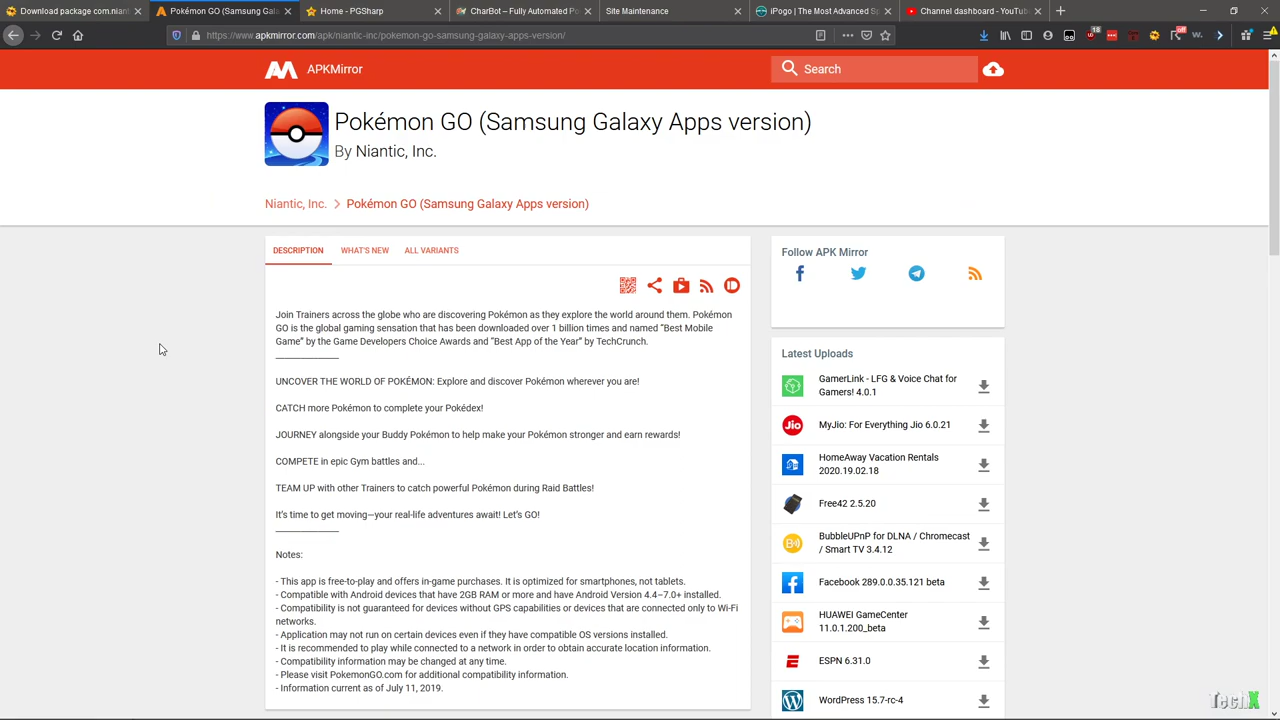 Download package com.niant
Pokémon GO (Samsung Gala
Home - PGSharp
CharBot – Fully Automated P
Site Maintenance
iPogo | The Most Advanced S
Channel dashboard - YouTub
https://www.apkmirror.com/apk/niantic-inc/pokemon-go-samsung-galaxy-apps-version/
18
off
APKMirror
Search
Pokémon GO (Samsung Galaxy Apps version)
By Niantic, Inc.
Niantic, Inc. > Pokémon GO (Samsung Galaxy Apps version)
DESCRIPTION WHAT'S NEW ALL VARIANTS
Join Trainers across the globe who are discovering Pokémon as they explore the world around them. Pokémon
GO is the global gaming sensation that has been downloaded over 1 billion times and named “Best Mobile
Game” by the Game Developers Choice Awards and “Best App of the Year” by TechCrunch.
_______________
UNCOVER THE WORLD OF POKÉMON: Explore and discover Pokémon wherever you are!
CATCH more Pokémon to complete your Pokédex!
JOURNEY alongside your Buddy Pokémon to help make your Pokémon stronger and earn rewards!
COMPETE in epic Gym battles and...
TEAM UP with other Trainers to catch powerful Pokémon during Raid Battles!
It’s time to get moving—your real-life adventures await! Let’s GO!
_______________
Notes:
- This app is free-to-play and offers in-game purchases. It is optimized for smartphones, not tablets.
- Compatible with Android devices that have 2GB RAM or more and have Android Version 4.4–7.0+ installed.
- Compatibility is not guaranteed for devices without GPS capabilities or devices that are connected only to Wi-Fi
networks.
- Application may not run on certain devices even if they have compatible OS versions installed.
- It is recommended to play while connected to a network in order to obtain accurate location information.
- Compatibility information may be changed at any time.
- Please visit PokemonGO.com for additional compatibility information.
- Information current as of July 11, 2019.
Follow APK Mirror
Latest Uploads
GamerLink - LFG & Voice Chat for
Gamers! 4.0.1
Jio
MyJio: For Everything Jio 6.0.21
HomeAway Vacation Rentals
2020.19.02.18
Free42 2.5.20
BubbleUPnP for DLNA / Chromecast
/ Smart TV 3.4.12
Facebook 289.0.0.35.121 beta
HUAWEI GameCenter
11.0.1.200_beta
ESPN 6.31.0
WordPress 15.7-rc-4
TechX